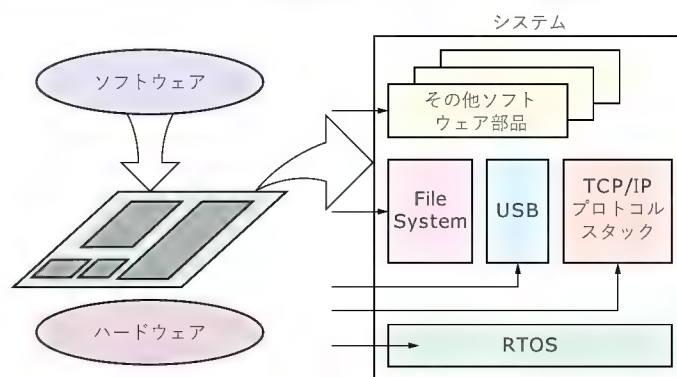 システム
ソフトウェア
その他ソフト
ウェア部品
File
System
USB
TCP/IP
プロトコル
スタック
ハードウェア
RTOS